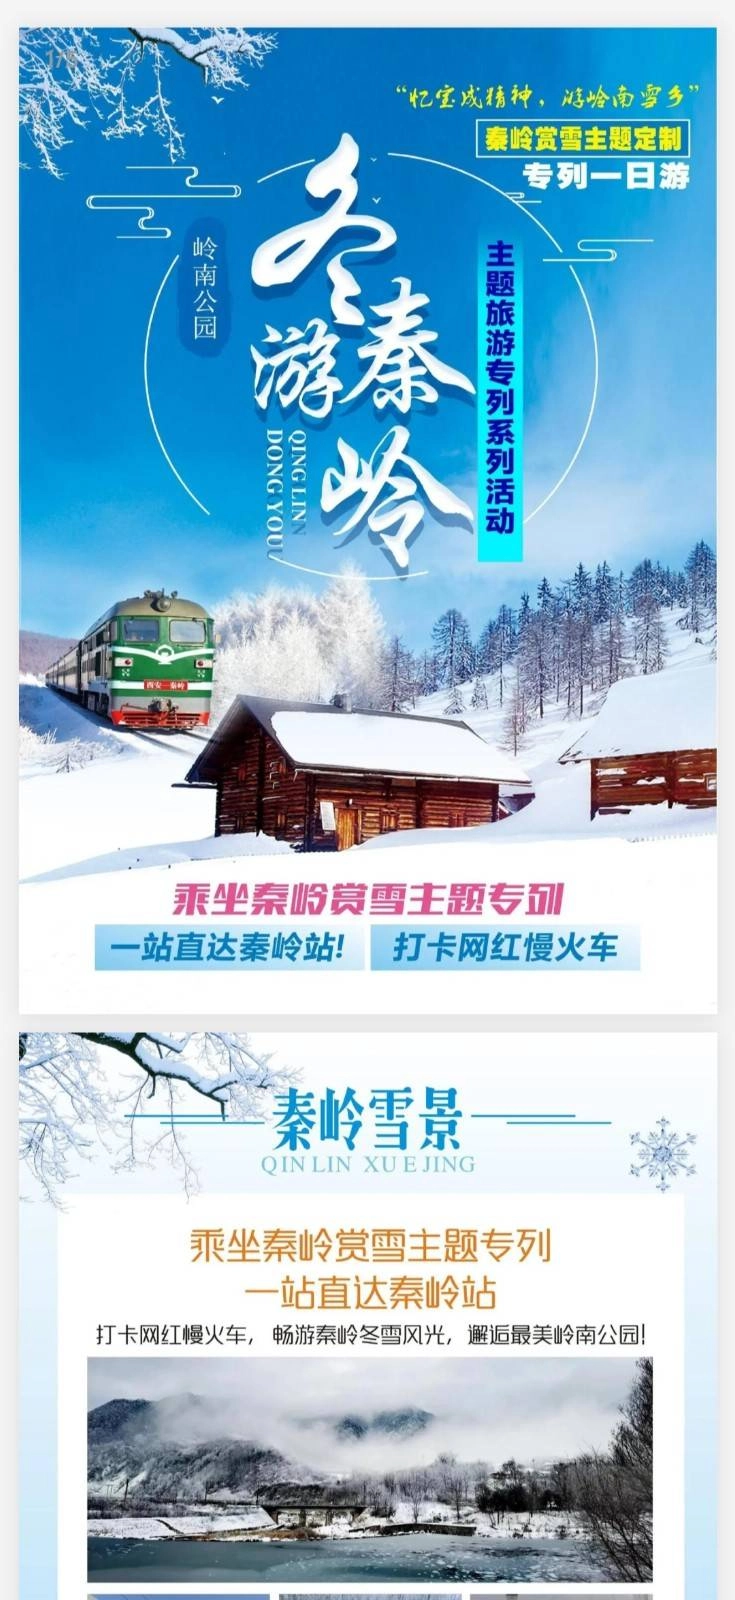 1/6
“忆宝成精神，游岭南雪乡”
秦岭赏雪主题定制
专列一日游
岭南公园
冬
游秦
岭
QING LINN
DONG YOUU
主题旅游专列系列活动
西安—秦岭
乘坐秦岭赏雪主题专列
一站直达秦岭站!
打卡网红慢火车
秦岭雪景
QIN LIN XU E JING
乘坐秦岭赏雪主题专列
一站直达秦岭站
打卡网红慢火车，畅游秦岭冬雪风光，邂逅最美岭南公园!